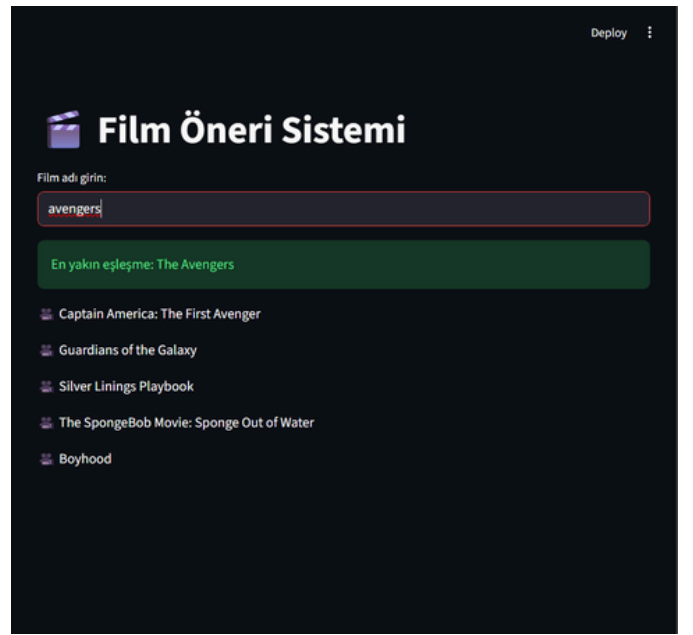 Deploy
Film Öneri Sistemi
Film adı girin:
avengers
En yakın eşleşme: The Avengers
Captain America: The First Avenger
Guardians of the Galaxy
Silver Linings Playbook
The SpongeBob Movie: Sponge Out of Water
Boyhood